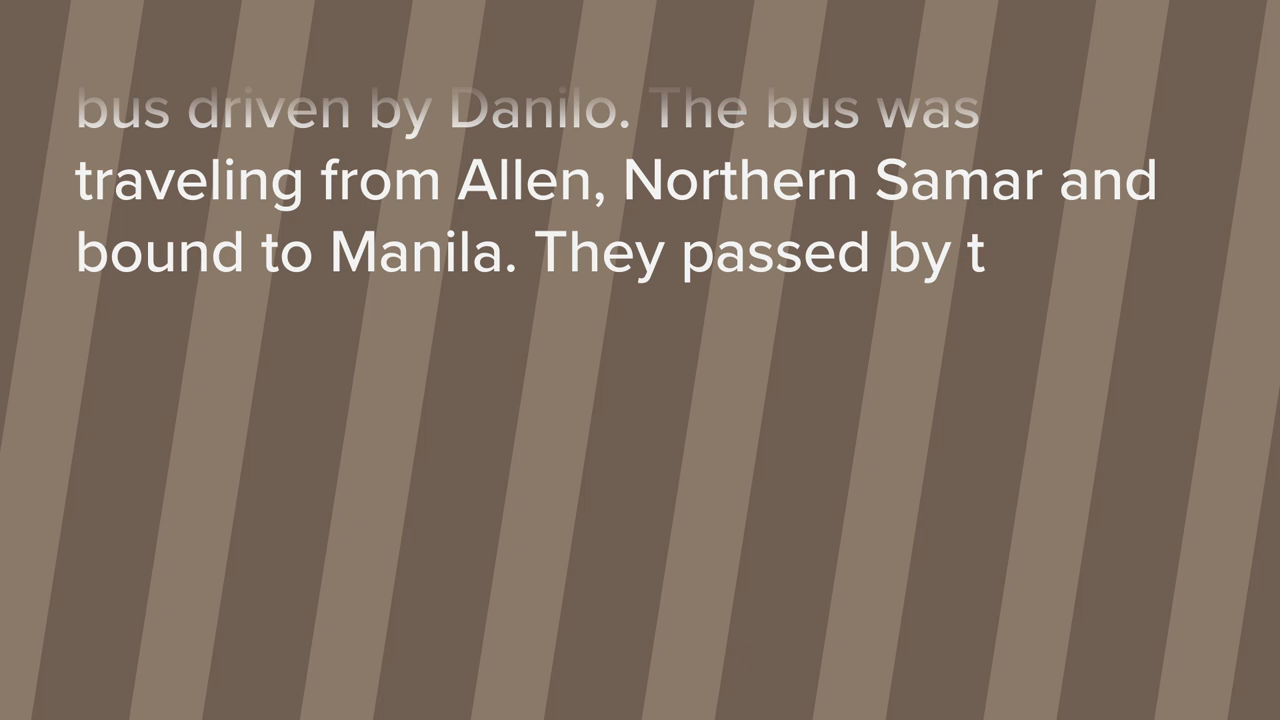 bus driven by Danilo. The bus was
traveling from Allen, Northern Samar and
bound to Manila. They passed by t